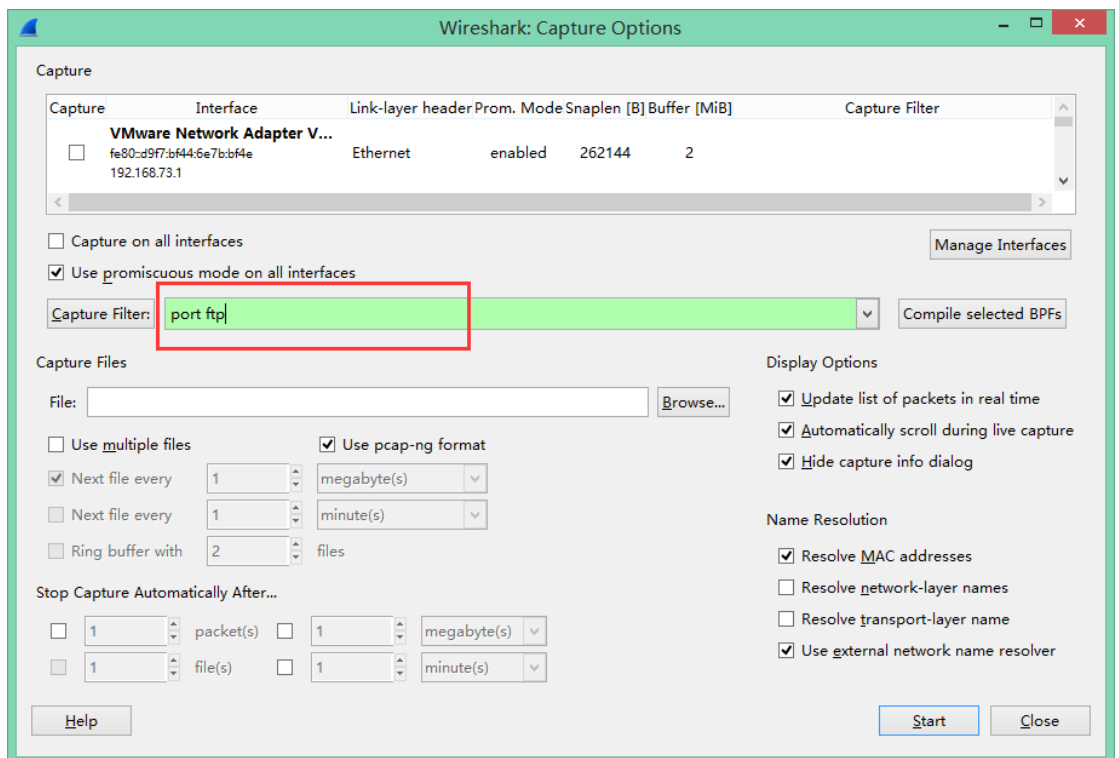 Wireshark: Capture Options
Capture
Capture Interface Link-layer header Prom. Mode Snaplen [B] Buffer [MiB] Capture Filter
VMware Network Adapter V...
fe80::d9f7:bf44:6e7b:bf4e Ethernet enabled 262144 2
192.168.73.1
Capture on all interfaces Manage Interfaces
Use promiscuous mode on all interfaces
Capture Filter: port ftp Compile selected BPFs
Capture Files Display Options
File: Browse... Update list of packets in real time
Automatically scroll during live capture
Use multiple files Use pcap-ng format Hide capture info dialog
Next file every 1 megabyte(s)
Next file every 1 minute(s) Name Resolution
Ring buffer with 2 files Resolve MAC addresses
Stop Capture Automatically After... Resolve network-layer names
1 packet(s) 1 megabyte(s) Resolve transport-layer name
1 file(s) 1 minute(s) Use external network name resolver
Help Start Close